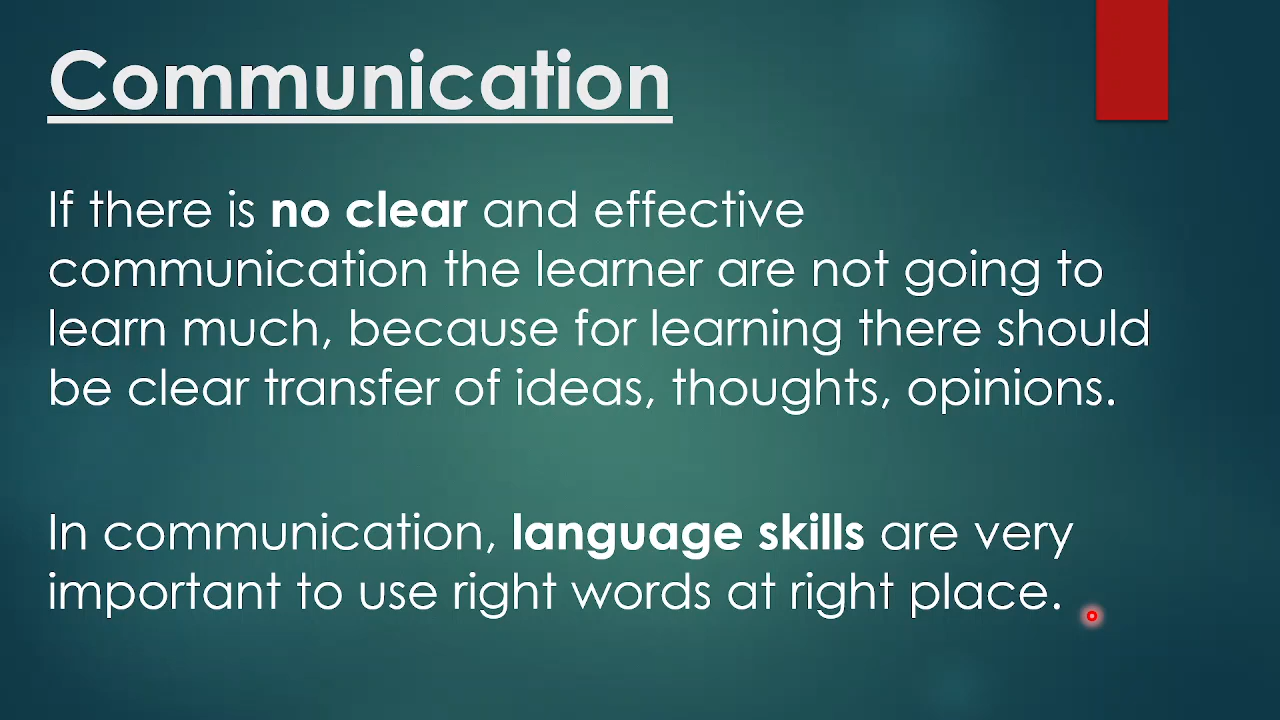 Communication
If there is no clear and effective
communication the learner are not going to
learn much, because for learning there should
be clear transfer of ideas, thoughts, opinions.
In communication, language skills are very
important to use right words at right place.